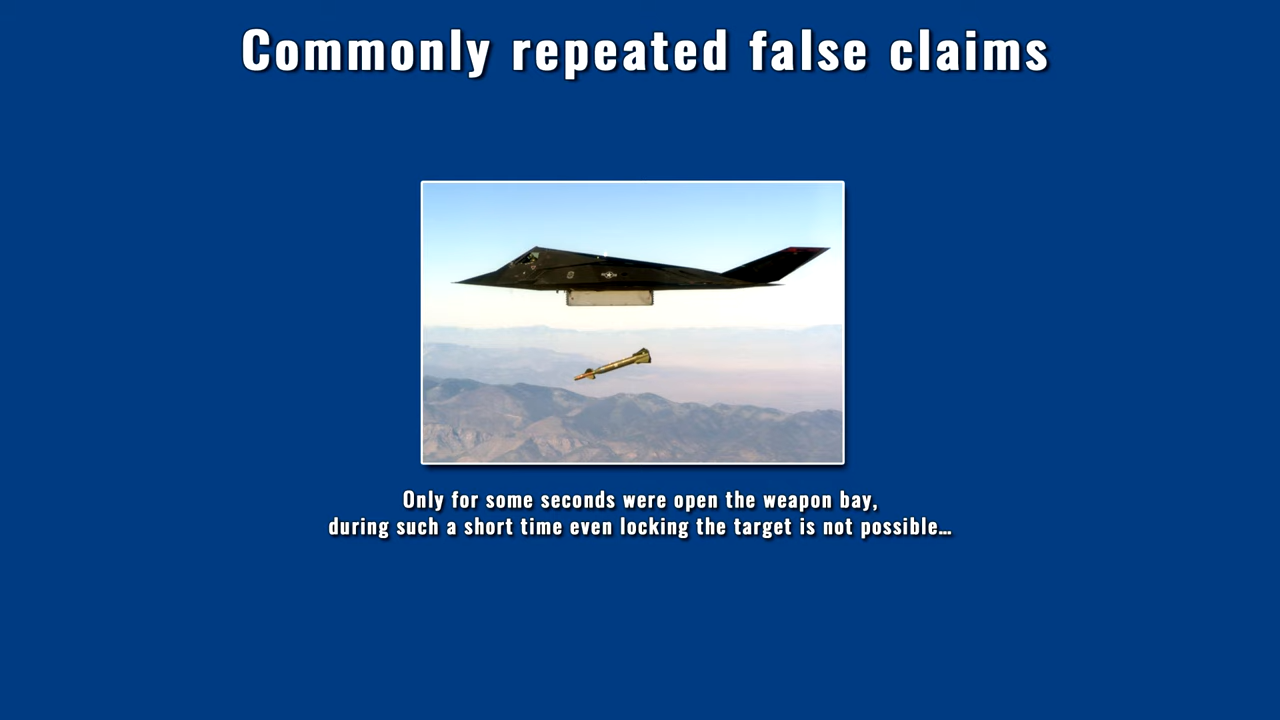 Commonly repeated false claims
Only for some seconds were open the weapon bay,
during such a short time even locking the target is not possible…